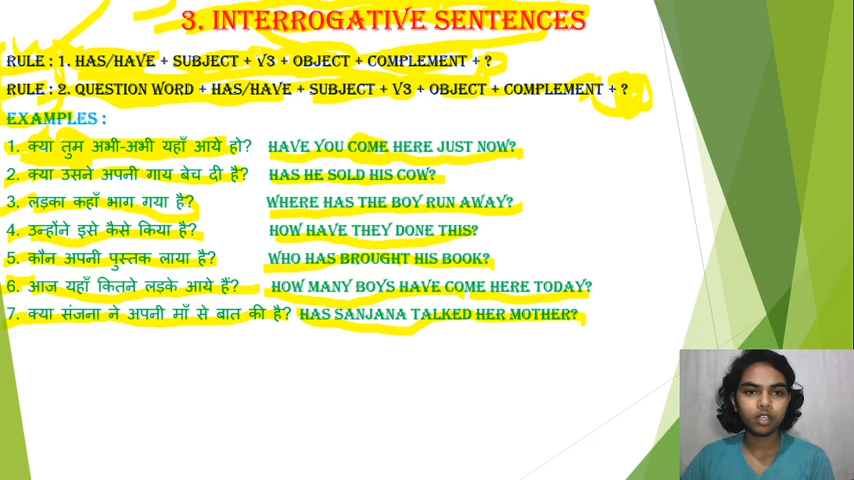 3. INTERROGATIVE SENTENCES
RULE : 1. HAS/HAVE + SUBJECT + √3 + OBJECT + COMPLEMENT + ?
RULE : 2. QUESTION WORD + HAS/HAVE + SUBJECT + √3 + OBJECT + COMPLEMENT + ?
EXAMPLES :
1. क्या तुम अभी-अभी यहाँ आये हो? HAVE YOU COME HERE JUST NOW?
2. क्या उसने अपनी गाय बेच दी है? HAS HE SOLD HIS COW?
3. लड़का कहाँ भाग गया है? WHERE HAS THE BOY RUN AWAY?
4. उन्होंने इसे कैसे किया है? HOW HAVE THEY DONE THIS?
5. कौन अपनी पुस्तक लाया है? WHO HAS BROUGHT HIS BOOK?
6. आज यहाँ कितने लड़के आये हैं? HOW MANY BOYS HAVE COME HERE TODAY?
7. क्या संजना ने अपनी माँ से बात की है? HAS SANJANA TALKED HER MOTHER?